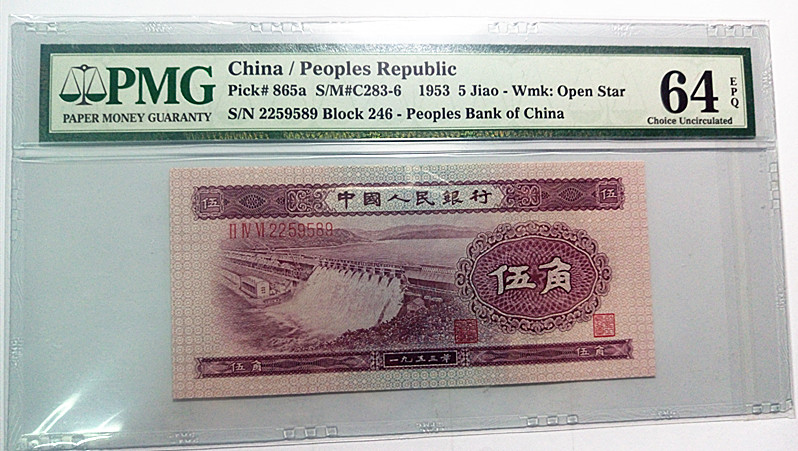 PMG
PAPER MONEY GUARANTY
China / Peoples Republic
Pick# 865a S/M#C283-6 1953 5 Jiao - Wmk: Open Star
S/N 2259589 Block 246 - Peoples Bank of China
64
EPQ
Choice Uncirculated
伍 中國人民銀行 伍
II IV VI 2259589
伍角
伍角 一九五三年 伍角